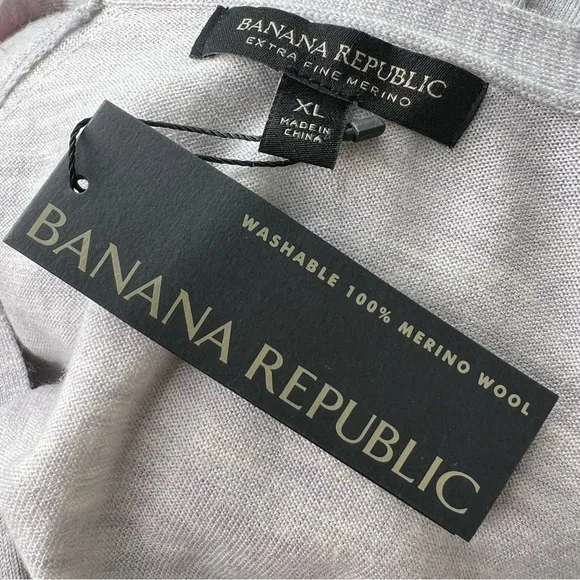 BANANA REPUBLIC
EXTRA FINE MERINO
XL
MADE IN
CHINA
WASHABLE 100% MERINO WOOL
BANANA REPUBLIC